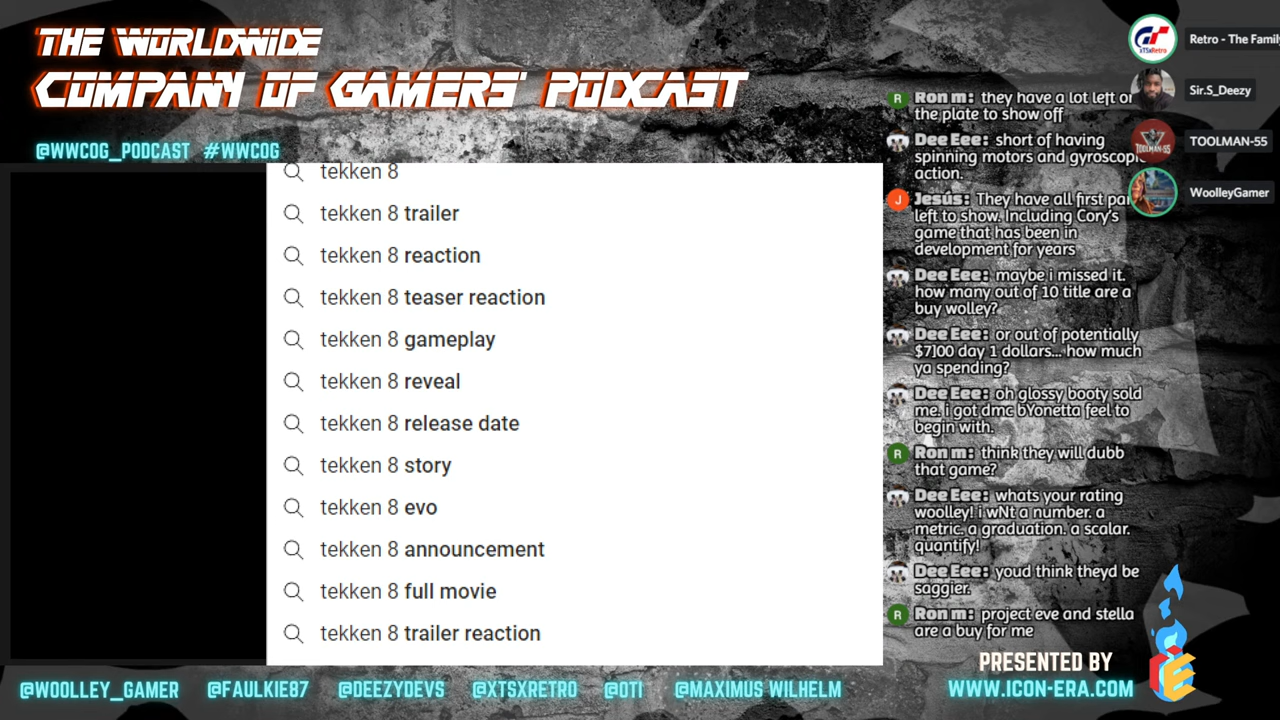 THE WORLDWIDE
COMPANY OF GAMERS' PODCAST
@WWCOG_PODCAST #WWCOG
tekken 8
tekken 8 trailer
tekken 8 reaction
tekken 8 teaser reaction
tekken 8 gameplay
tekken 8 reveal
tekken 8 release date
tekken 8 story
tekken 8 evo
tekken 8 announcement
tekken 8 full movie
tekken 8 trailer reaction
Retro - The Family
Sir.S_Deezy
TOOLMAN-55
WoolleyGamer
R Ron m: they have a lot left on
the plate to show off
Dee Eee: short of having
spinning motors and gyroscopic
action.
J Jesús: They have all first par
left to show. Including Cory's
game that has been in
development for years
Dee Eee: maybe i missed it.
how many out of 10 title are a
buy wolley?
Dee Eee: or out of potentially
$7]00 day 1 dollars... how much
ya spending?
Dee Eee: oh glossy booty sold
me. i got dmc bYonetta feel to
begin with.
R Ron m: think they will dubb
that game?
Dee Eee: whats your rating
woolley! i wNt a number. a
metric. a graduation. a scalar.
quantify!
Dee Eee: youd think theyd be
saggier.
R Ron m: project eve and stella
are a buy for me
PRESENTED BY
WWW.ICON-ERA.COM
@WOOLLEY_GAMER @FAULKIE87 @DEEZYDEVS @XTSXRETRO @OTI @MAXIMUS WILHELM